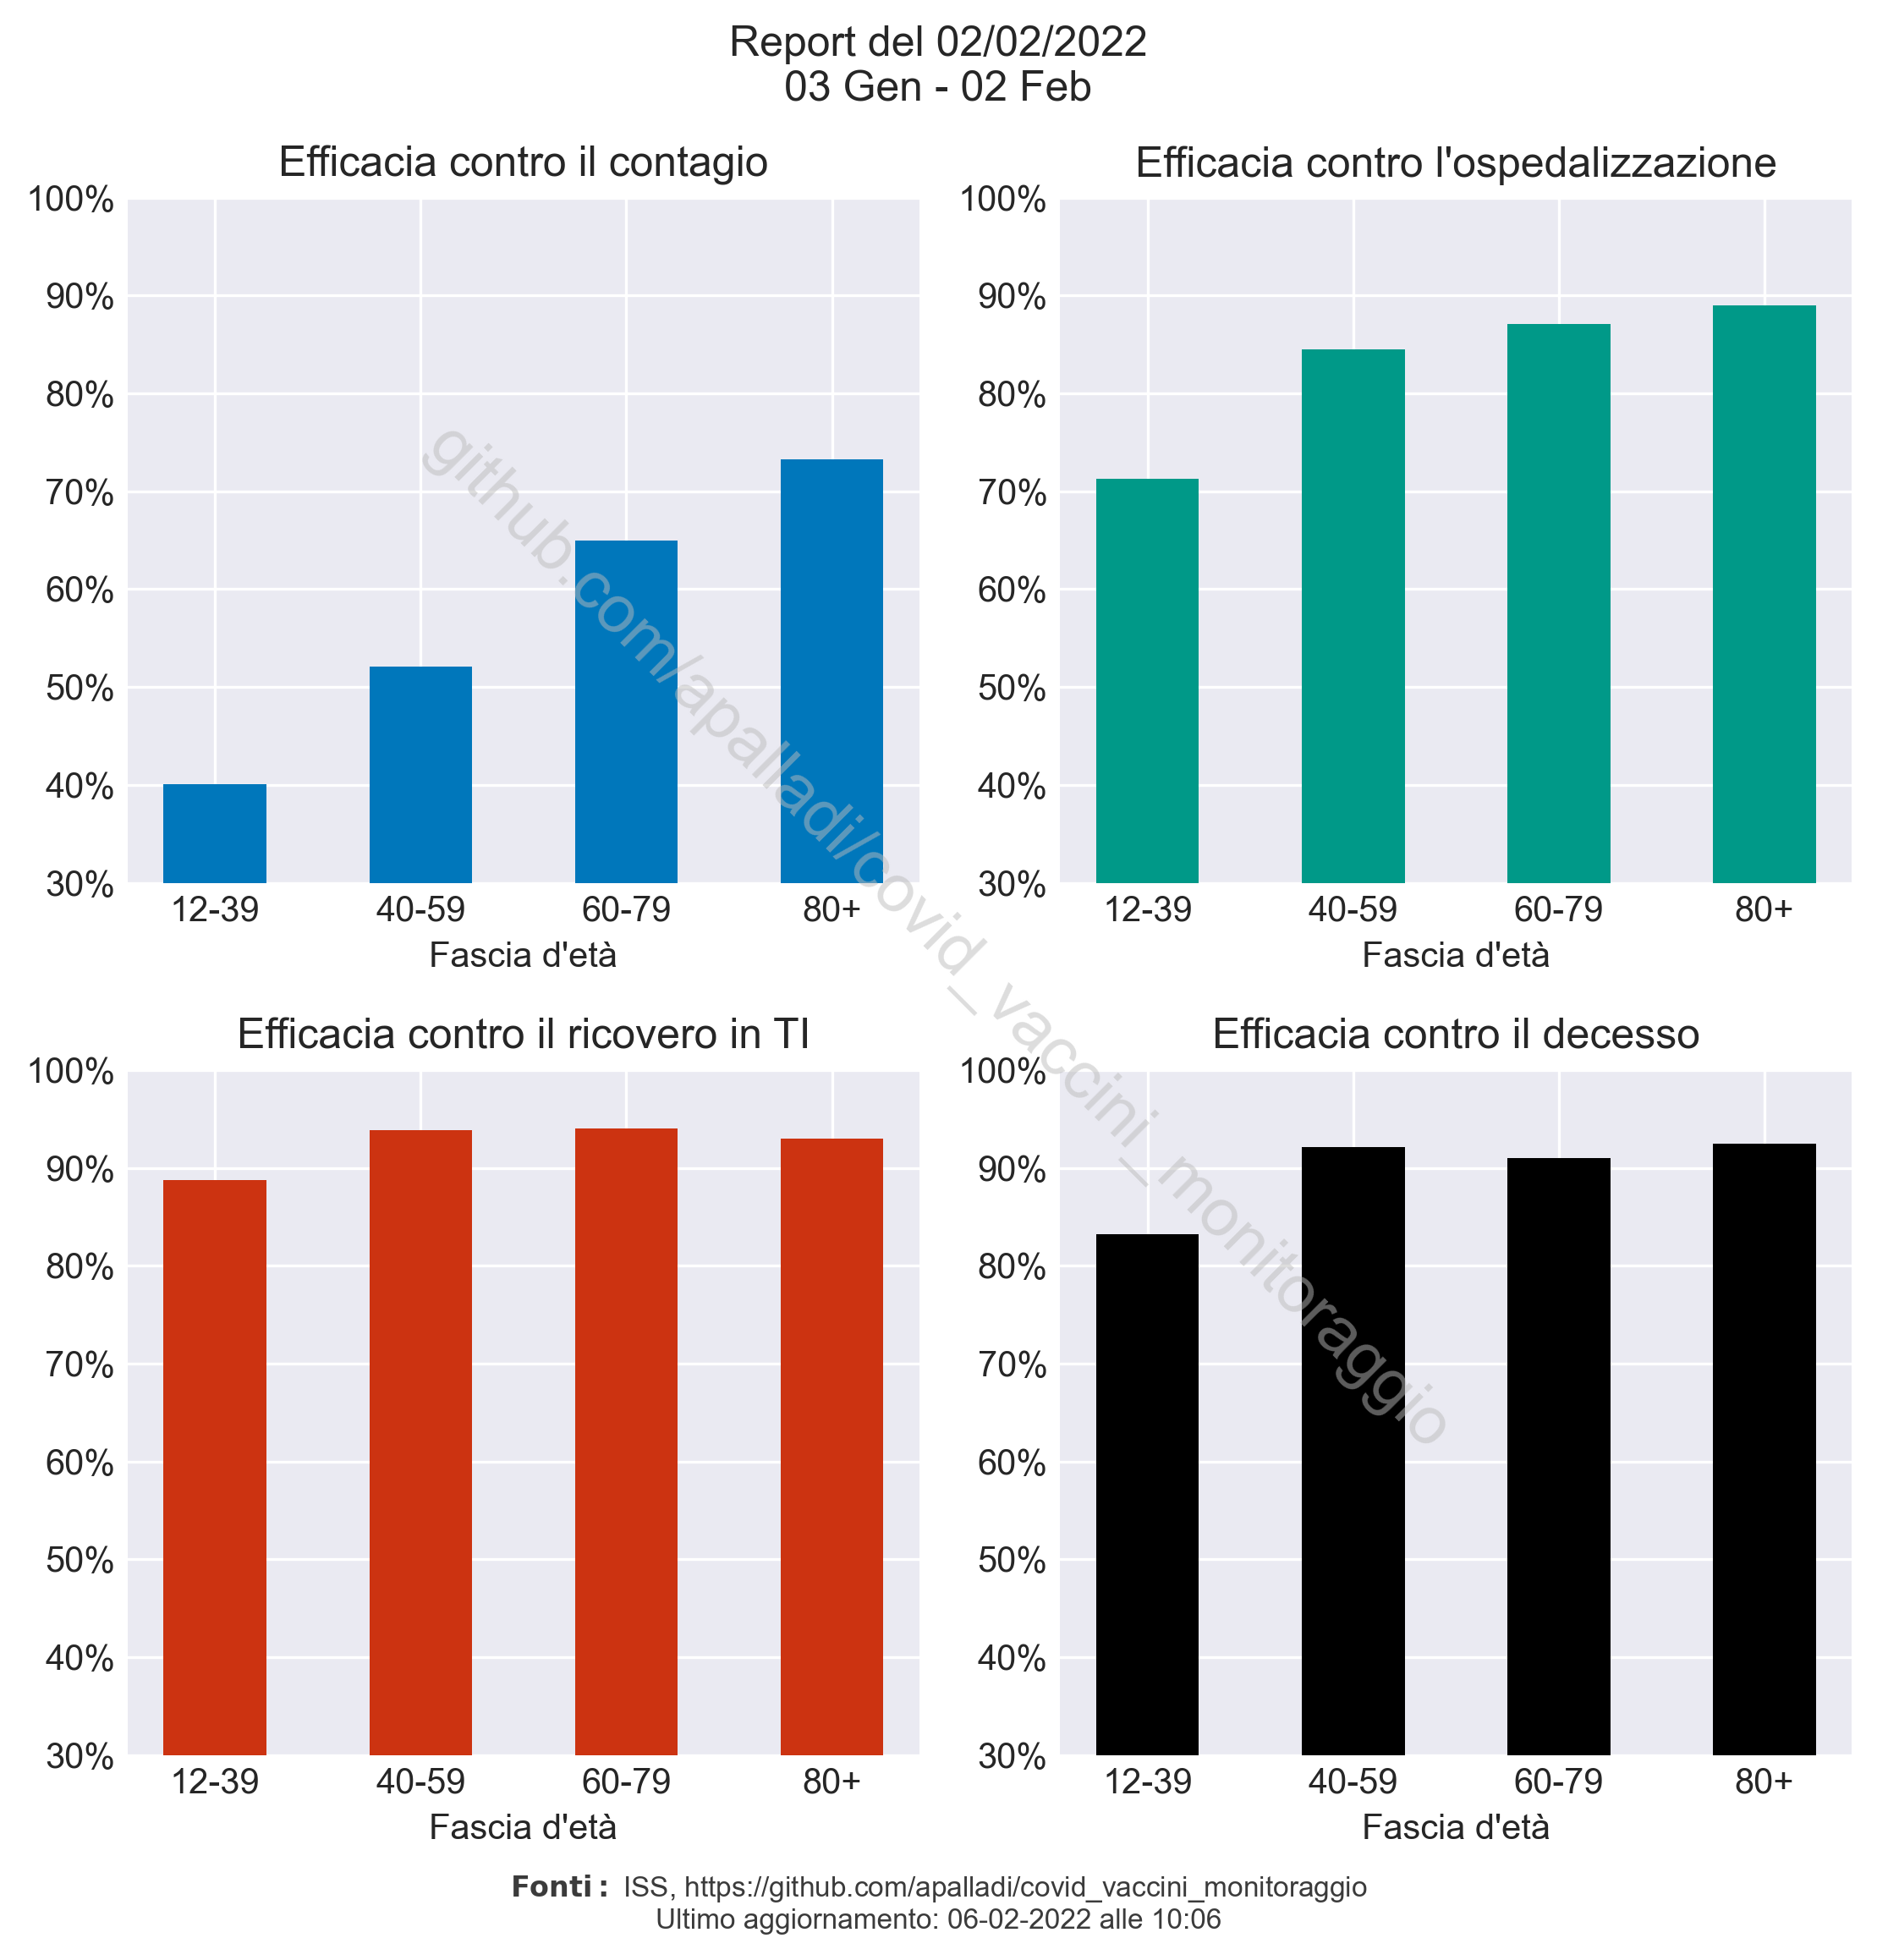 Report del 02/02/2022
03 Gen - 02 Feb
Efficacia contro il contagio
100%
90%
80%
70%
60%
50%
40%
30%
12-39 40-59 60-79 80+
Fascia d'età
Efficacia contro l'ospedalizzazione
100%
90%
80%
70%
60%
50%
40%
30%
12-39 40-59 60-79 80+
Fascia d'età
Efficacia contro il ricovero in TI
100%
90%
80%
70%
60%
50%
40%
30%
12-39 40-59 60-79 80+
Fascia d'età
Efficacia contro il decesso
100%
90%
80%
70%
60%
50%
40%
30%
12-39 40-59 60-79 80+
Fascia d'età
github.com/apalladi/covid_vaccini_monitoraggio
Fonti: ISS, https://github.com/apalladi/covid_vaccini_monitoraggio
Ultimo aggiornamento: 06-02-2022 alle 10:06